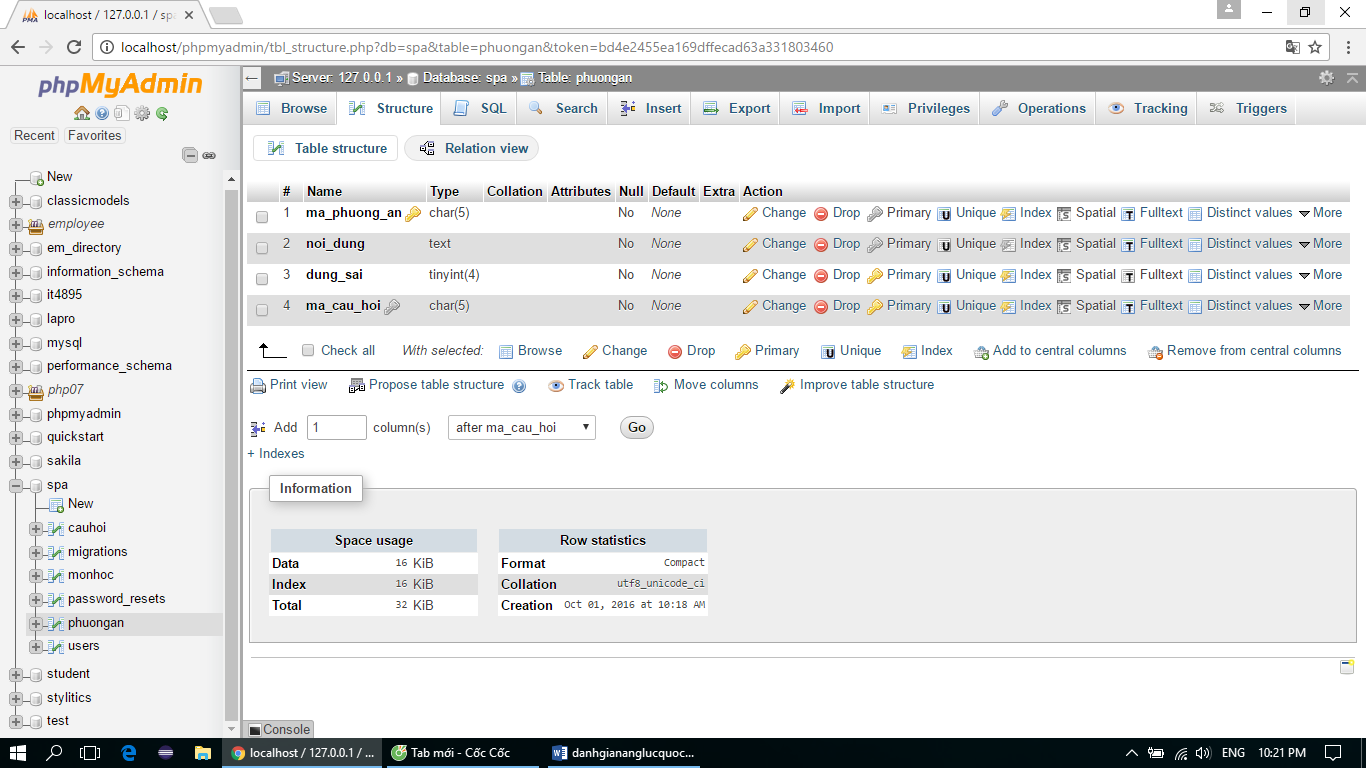 localhost / 127.0.0.1 / spa
localhost/phpmyadmin/tbl_structure.php?db=spa&table=phuongan&token=bd4e2455ea169dffecad63a331803460
phpMyAdmin
Recent Favorites
New
classicmodels
employee
em_directory
information_schema
it4895
lapro
mysql
performance_schema
php07
phpmyadmin
quickstart
sakila
spa
New
cauhoi
migrations
monhoc
password_resets
phuongan
users
student
stylitics
test
Server: 127.0.0.1 » Database: spa » Table: phuongan
Browse Structure SQL Search Insert Export Import Privileges Operations Tracking Triggers
Table structure Relation view
# Name Type Collation Attributes Null Default Extra Action
1 ma_phuong_an char(5) No None Change Drop Primary Unique Index Spatial Fulltext Distinct values More
2 noi_dung text No None Change Drop Primary Unique Index Spatial Fulltext Distinct values More
3 dung_sai tinyint(4) No None Change Drop Primary Unique Index Spatial Fulltext Distinct values More
4 ma_cau_hoi char(5) No None Change Drop Primary Unique Index Spatial Fulltext Distinct values More
Check all With selected: Browse Change Drop Primary Unique Index Add to central columns Remove from central columns
Print view Propose table structure Track table Move columns Improve table structure
Add 1 column(s) after ma_cau_hoi Go
+ Indexes
Information
Space usage
Data 16 KiB
Index 16 KiB
Total 32 KiB
Row statistics
Format Compact
Collation utf8_unicode_ci
Creation Oct 01, 2016 at 10:18 AM
Console
localhost / 127.0.0.1 / ... Tab mới - Cốc Cốc danhgianangluc​quoc... ENG 10:21 PM